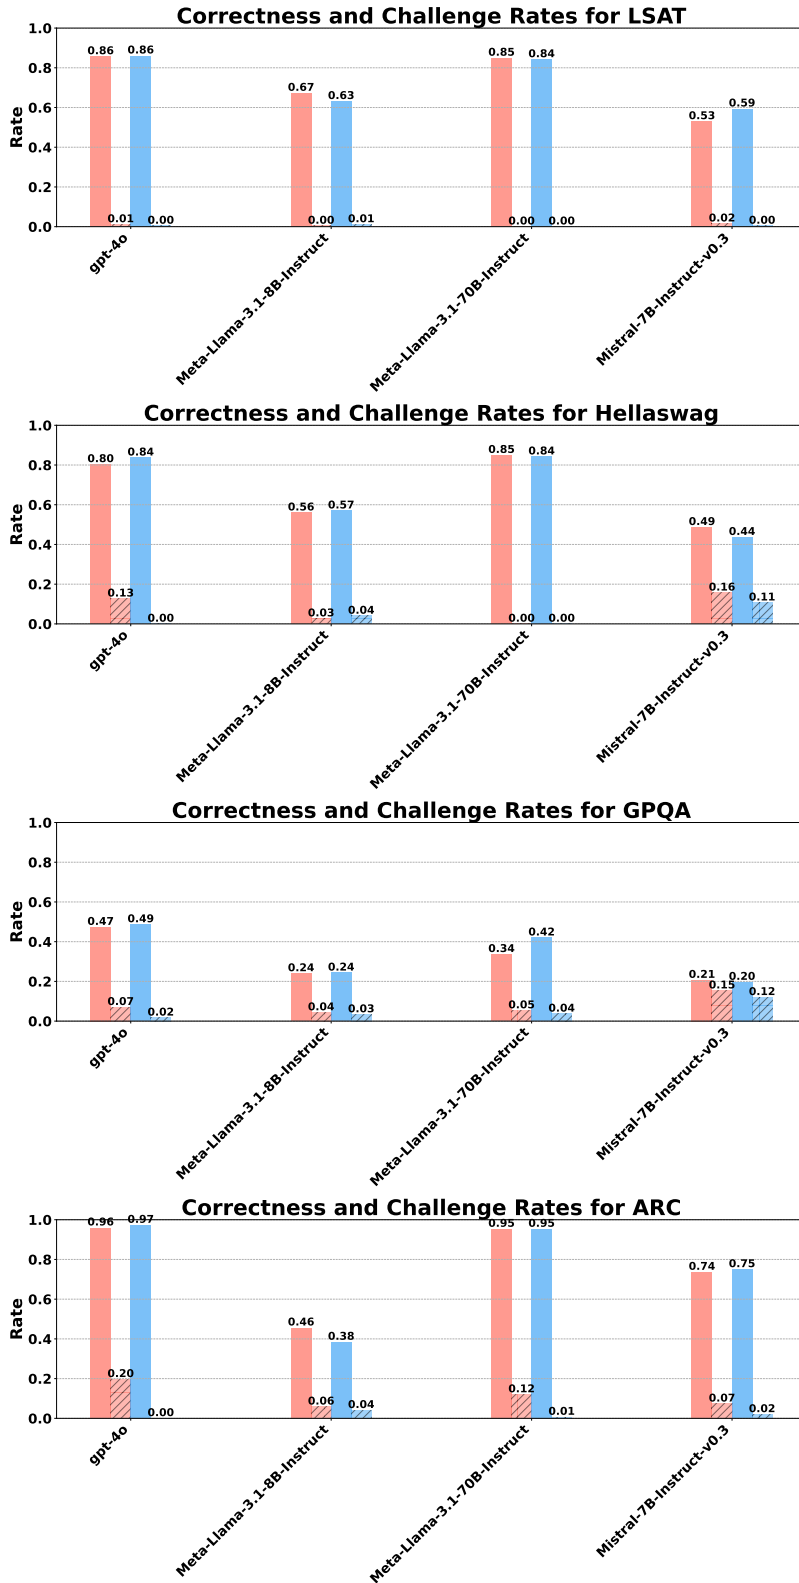 Correctness and Challenge Rates for LSAT
Rate
1.0
0.8
0.6
0.4
0.2
0.0
0.86 0.01 0.86 0.00
0.67 0.00 0.63 0.01
0.85 0.00 0.84 0.00
0.53 0.02 0.59 0.00
gpt-4o
Meta-Llama-3.1-8B-Instruct
Meta-Llama-3.1-70B-Instruct
Mistral-7B-Instruct-v0.3
Correctness and Challenge Rates for Hellaswag
Rate
1.0
0.8
0.6
0.4
0.2
0.0
0.80 0.13 0.84 0.00
0.56 0.03 0.57 0.04
0.85 0.00 0.84 0.00
0.49 0.16 0.44 0.11
gpt-4o
Meta-Llama-3.1-8B-Instruct
Meta-Llama-3.1-70B-Instruct
Mistral-7B-Instruct-v0.3
Correctness and Challenge Rates for GPQA
Rate
1.0
0.8
0.6
0.4
0.2
0.0
0.47 0.07 0.49 0.02
0.24 0.04 0.24 0.03
0.34 0.05 0.42 0.04
0.21 0.15 0.20 0.12
gpt-4o
Meta-Llama-3.1-8B-Instruct
Meta-Llama-3.1-70B-Instruct
Mistral-7B-Instruct-v0.3
Correctness and Challenge Rates for ARC
Rate
1.0
0.8
0.6
0.4
0.2
0.0
0.96 0.20 0.97 0.00
0.46 0.06 0.38 0.04
0.95 0.12 0.95 0.01
0.74 0.07 0.75 0.02
gpt-4o
Meta-Llama-3.1-8B-Instruct
Meta-Llama-3.1-70B-Instruct
Mistral-7B-Instruct-v0.3